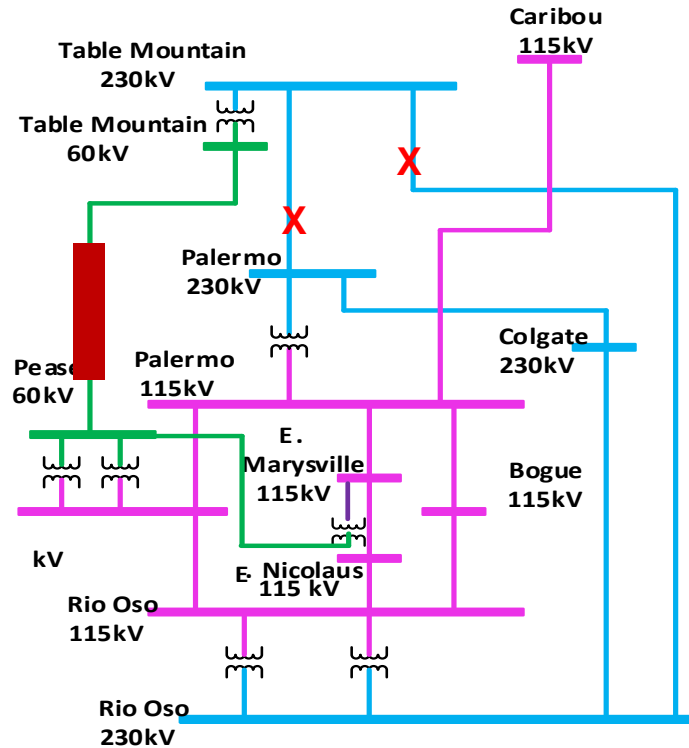 Caribou
115kV
Table Mountain
230kV
Table Mountain
60kV
X
X
Palermo
230kV
Colgate
230kV
Pease
60kV
Palermo
115kV
E.
Marysville
115kV
Bogue
115kV
kV
E. Nicolaus
115 kV
Rio Oso
115kV
Rio Oso
230kV